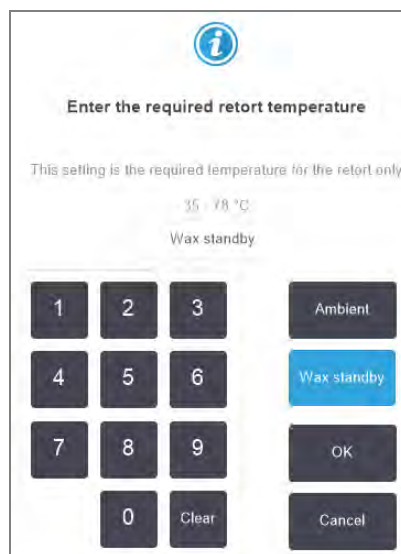 i
Enter the required retort temperature
This setting is the required temperature for the retort only
35 - 78 °C
Wax standby
1 2 3 Ambient
4 5 6 Wax standby
7 8 9 OK
0 Clear Cancel